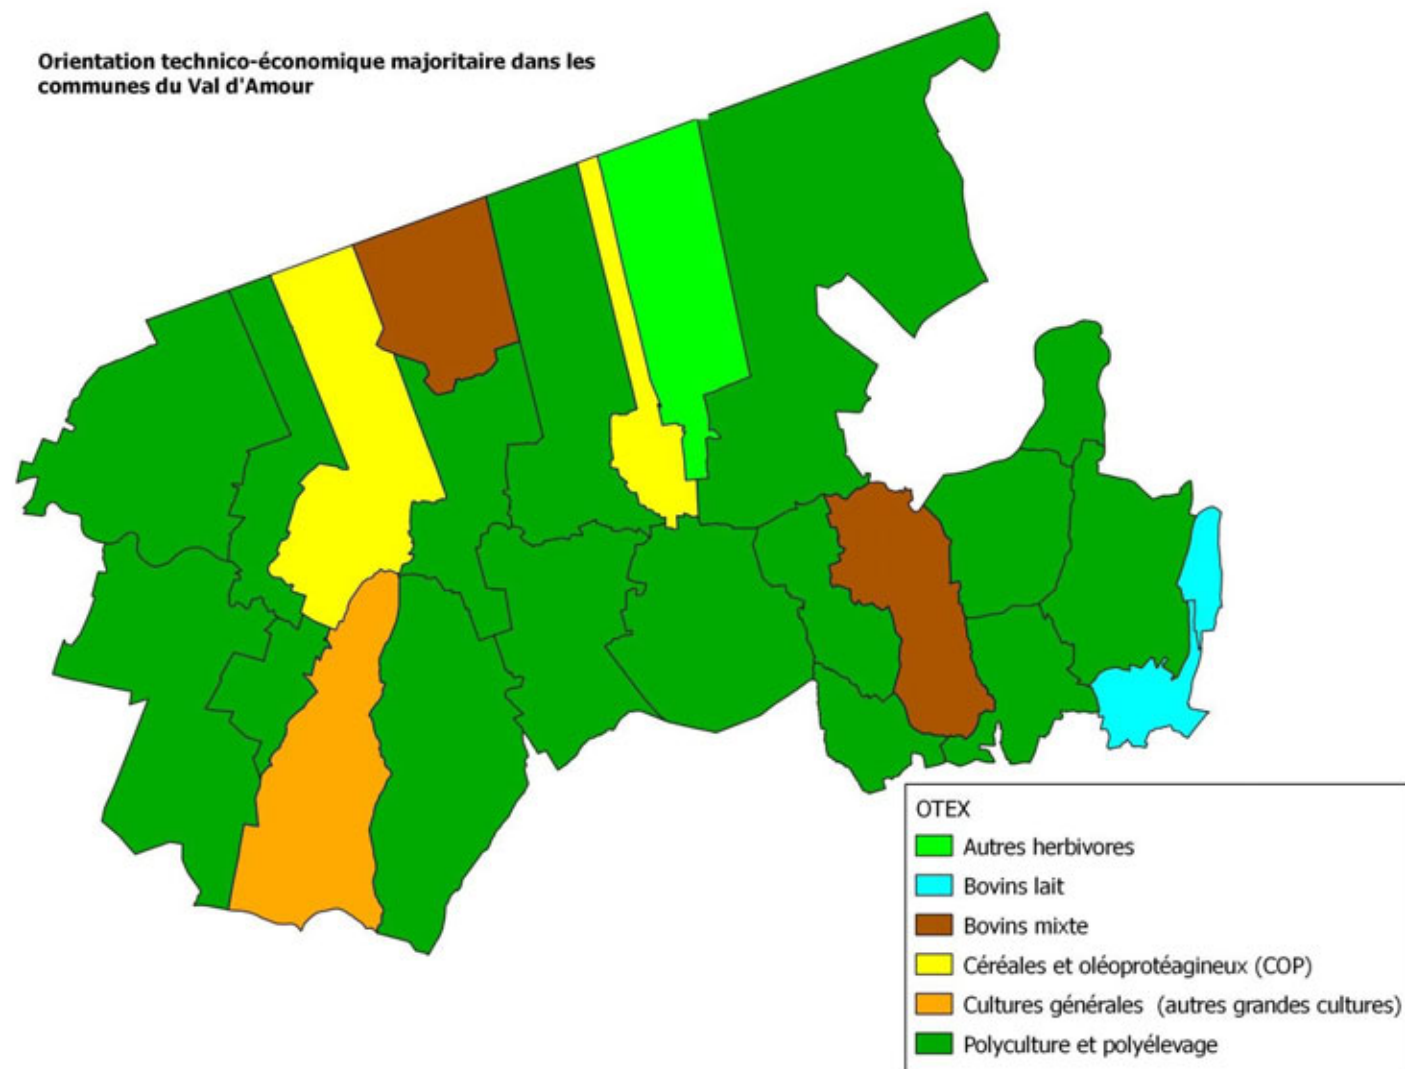 Orientation technico-économique majoritaire dans les
communes du Val d'Amour
OTEX
Autres herbivores
Bovins lait
Bovins mixte
Céréales et oléoprotéagineux (COP)
Cultures générales (autres grandes cultures)
Polyculture et polyélevage